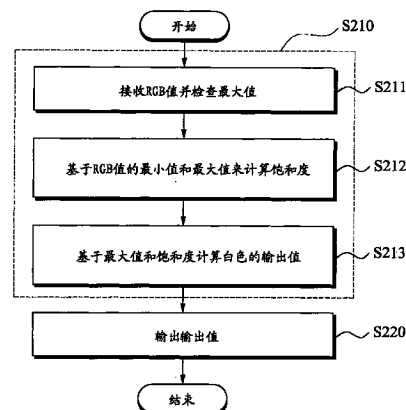 开始
S210
接收RGB值并检查最大值
S211
基于RGB值的最小值和最大值来计算饱和度
S212
基于最大值和饱和度计算白色的输出值
S213
输出输出值
S220
结束